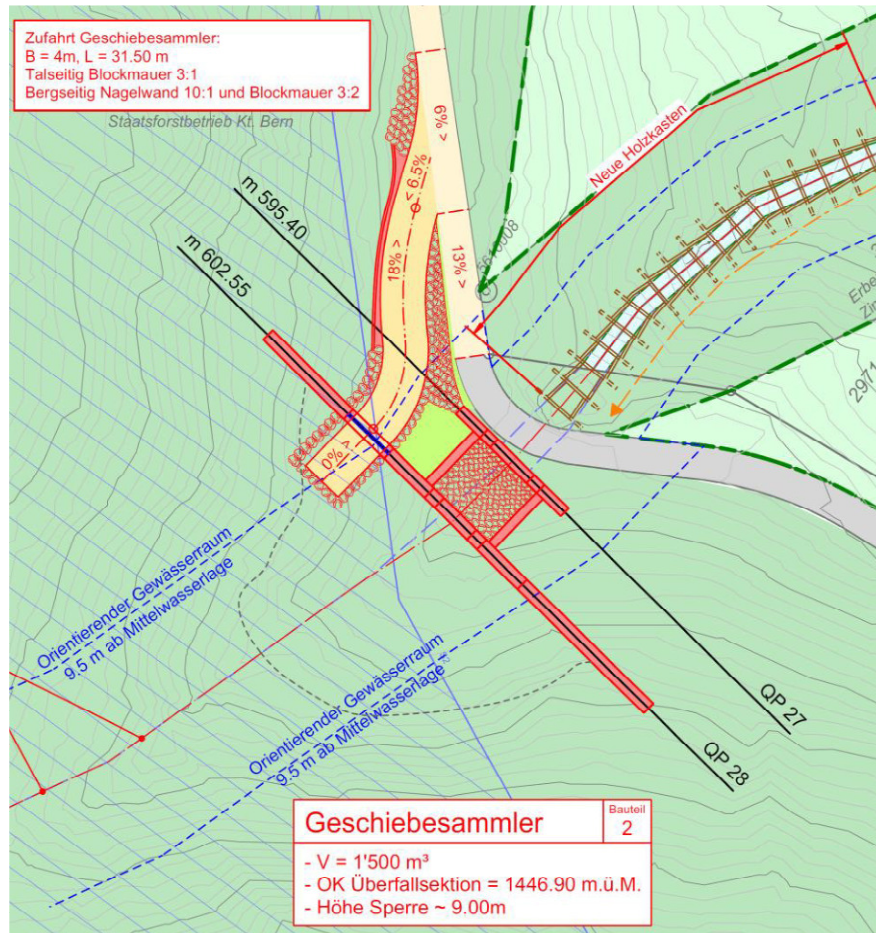 Zufahrt Geschiebesammler:
B = 4m, L = 31.50 m
Talseitig Blockmauer 3:1
Bergseitig Nagelwand 10:1 und Blockmauer 3:2
Staatsforstbetrieb Kt. Bern
6% >
Neue Holzkasten
< 6.5%
m 595.40
18% >
13% >
m 602.55
0% <
2971
Orientierender Gewässerraum
9.5 m ab Mittelwasserlage
Orientierender Gewässerraum
9.5 m ab Mittelwasserlage
QP 27
QP 28
Geschiebesammler
Bauteil
2
- V = 1'500 m³
- OK Überfallsektion = 1446.90 m.ü.M.
- Höhe Sperre ~ 9.00m